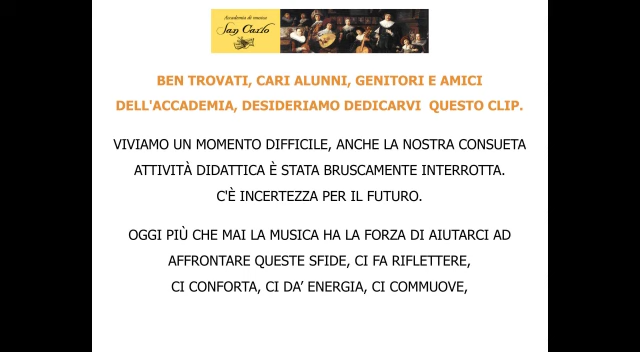 Accademia di musica
San Carlo
BEN TROVATI, CARI ALUNNI, GENITORI E AMICI
DELL'ACCADEMIA, DESIDERIAMO DEDICARVI QUESTO CLIP.
VIVIAMO UN MOMENTO DIFFICILE, ANCHE LA NOSTRA CONSUETA
ATTIVITÀ DIDATTICA È STATA BRUSCAMENTE INTERROTTA.
C'È INCERTEZZA PER IL FUTURO.
OGGI PIÙ CHE MAI LA MUSICA HA LA FORZA DI AIUTARCI AD
AFFRONTARE QUESTE SFIDE, CI FA RIFLETTERE,
CI CONFORTA, CI DA’ ENERGIA, CI COMMUOVE,